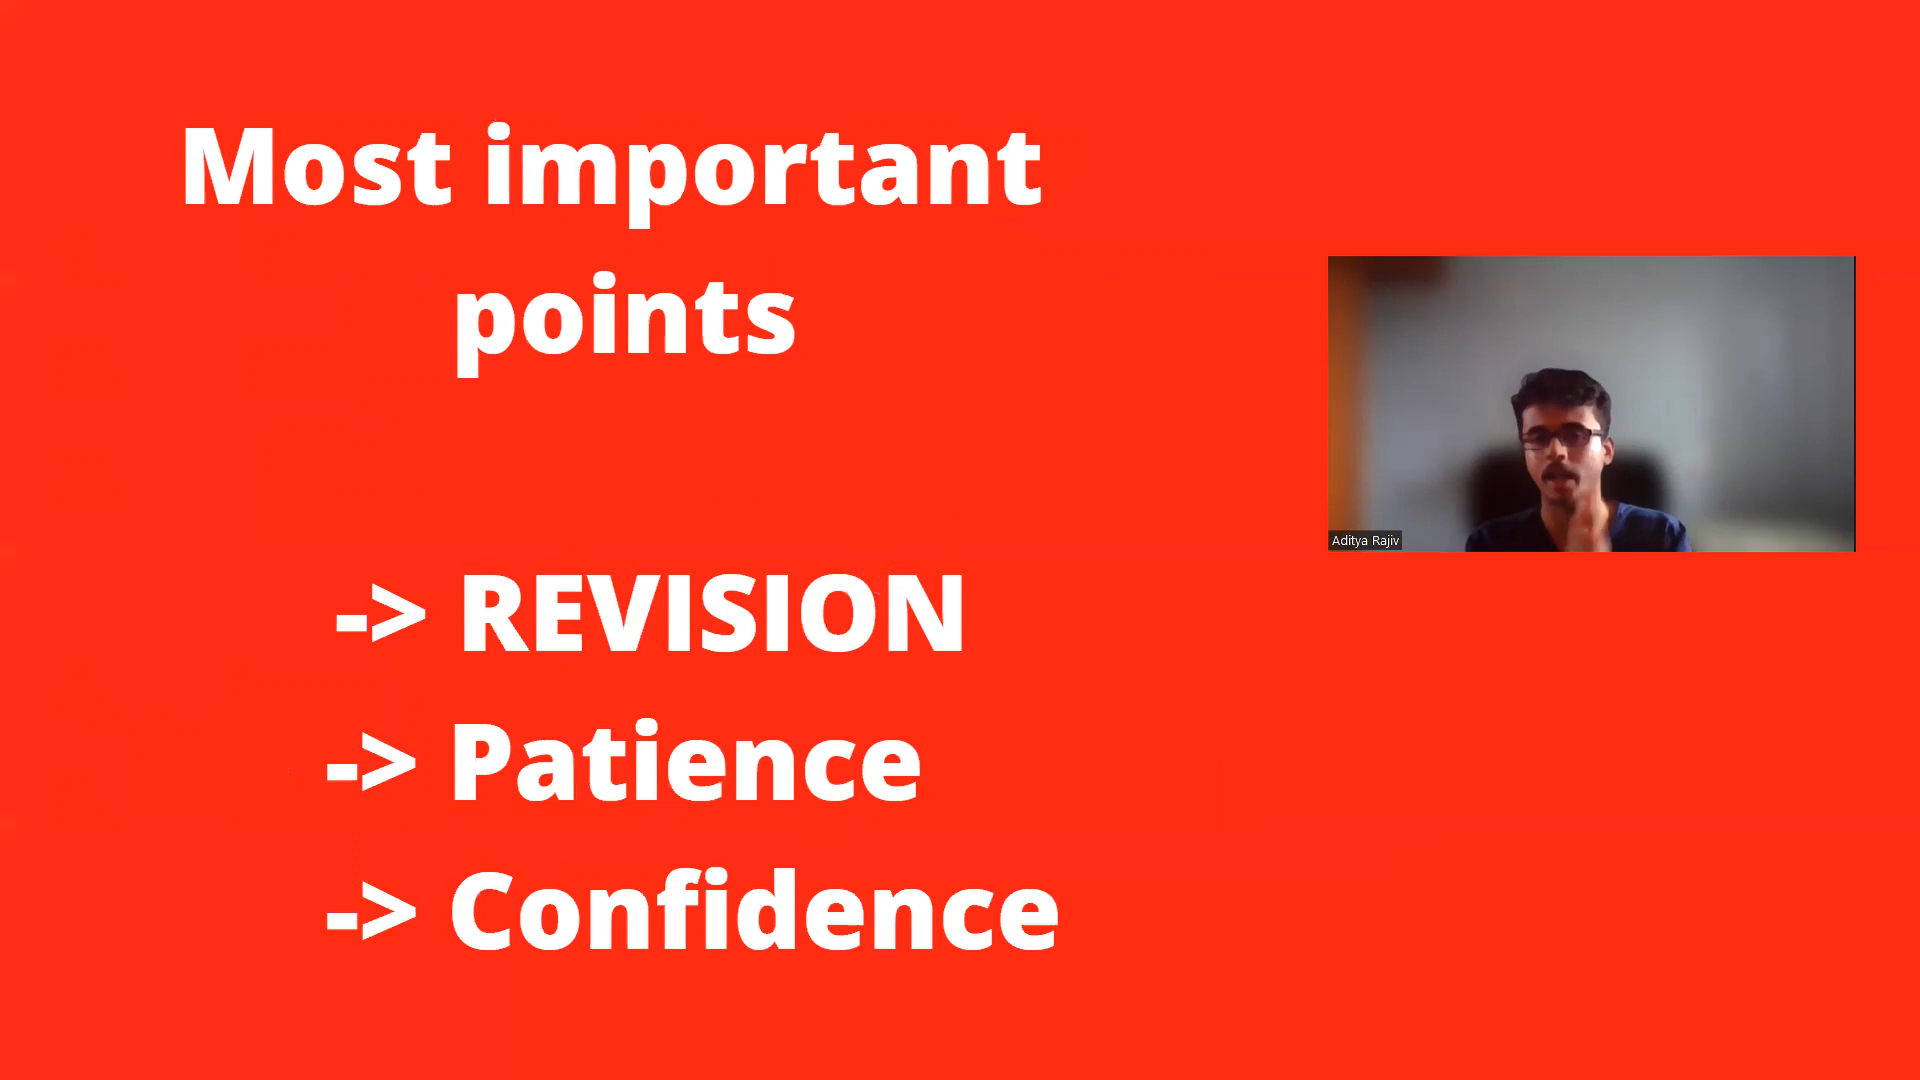 Most important
points
-> REVISION
-> Patience
-> Confidence
Aditya Rajiv